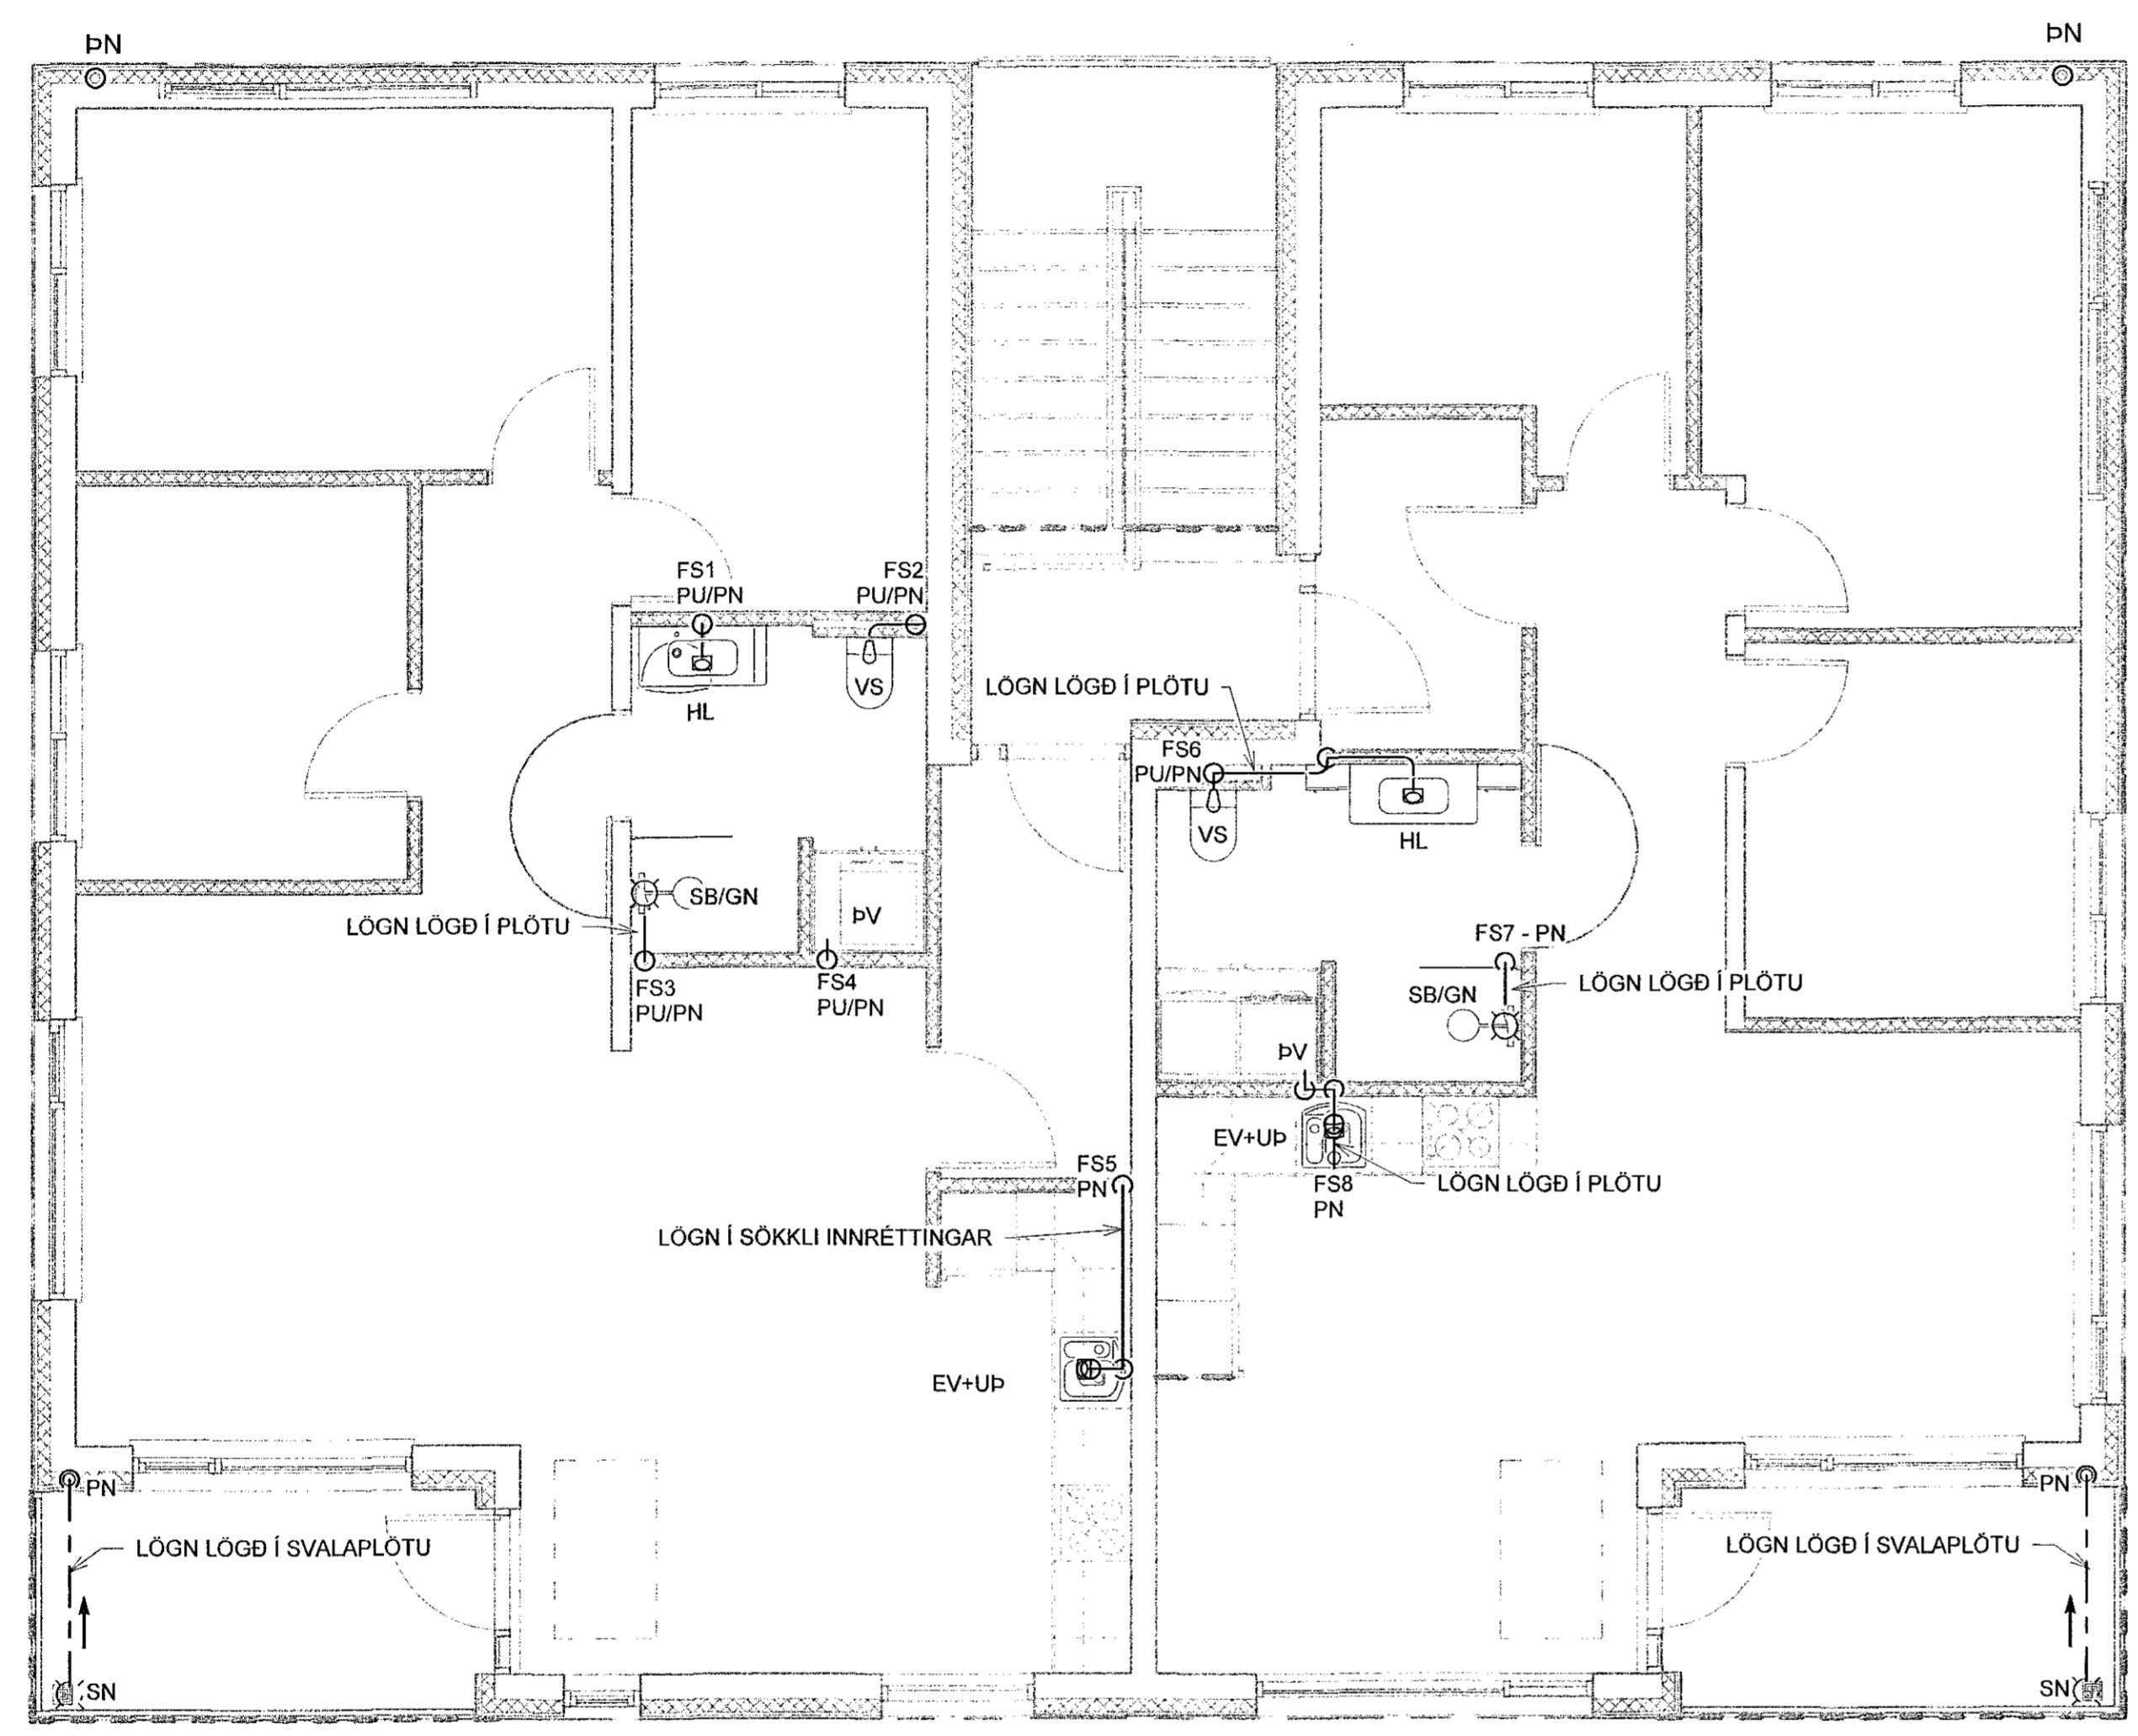 ÞN
ÞN
FS1
PU/PN
FS2
PU/PN
VS
HL
LÖGN LÖGÐ Í PLÖTU
FS6
PU/PN
VS
HL
SB/GN
ÞV
LÖGN LÖGÐ Í PLÖTU
FS3
PU/PN
FS4
PU/PN
FS7 - PN
LÖGN LÖGÐ Í PLÖTU
SB/GN
ÞV
EV+UÞ
FS8
PN
LÖGN LÖGÐ Í PLÖTU
FS5
PN
LÖGN Í SÖKKLI INNRÉTTINGAR
EV+UÞ
PN
LÖGN LÖGÐ Í SVALAPLÖTU
SN
PN
LÖGN LÖGÐ Í SVALAPLÖTU
SN